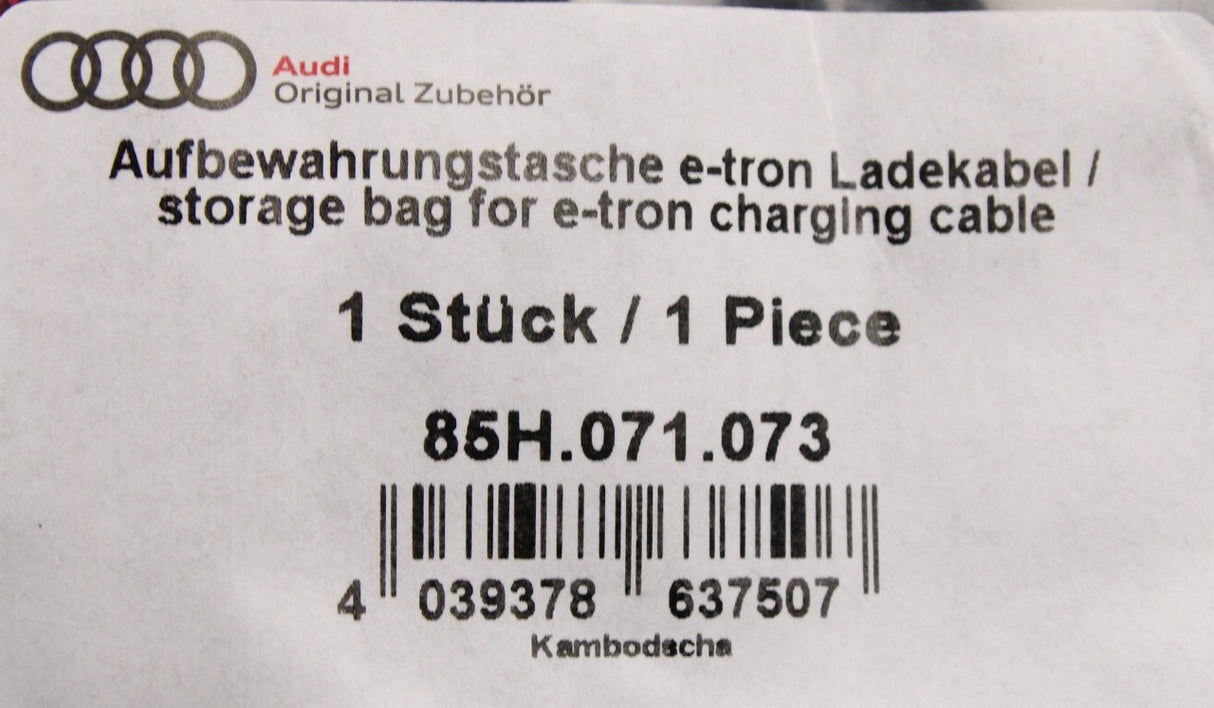 Audi
Original Zubehör
Aufbewahrungstasche e-tron Ladekabel /
storage bag for e-tron charging cable
1 Stück / 1 Piece
85H.071.073
4 039378 637507
Kambodscha